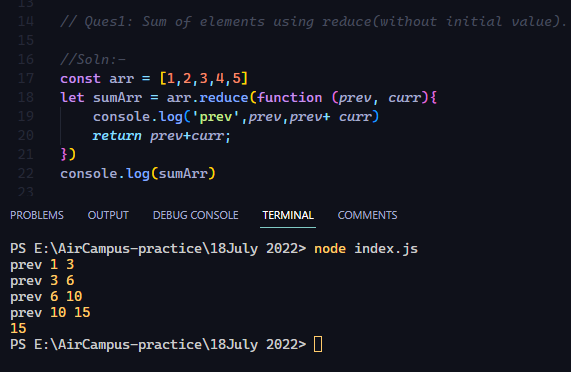 13
14 // Ques1: Sum of elements using reduce(without initial value).
15
16 //Soln:-
17 const arr = [1,2,3,4,5]
18 let sumArr = arr.reduce(function (prev, curr){
19 console.log('prev',prev,prev+ curr)
20 return prev+curr;
21 })
22 console.log(sumArr)
23
PROBLEMS OUTPUT DEBUG CONSOLE TERMINAL COMMENTS
PS E:\AirCampus-practice\18July 2022> node index.js
prev 1 3
prev 3 6
prev 6 10
prev 10 15
15
PS E:\AirCampus-practice\18July 2022>